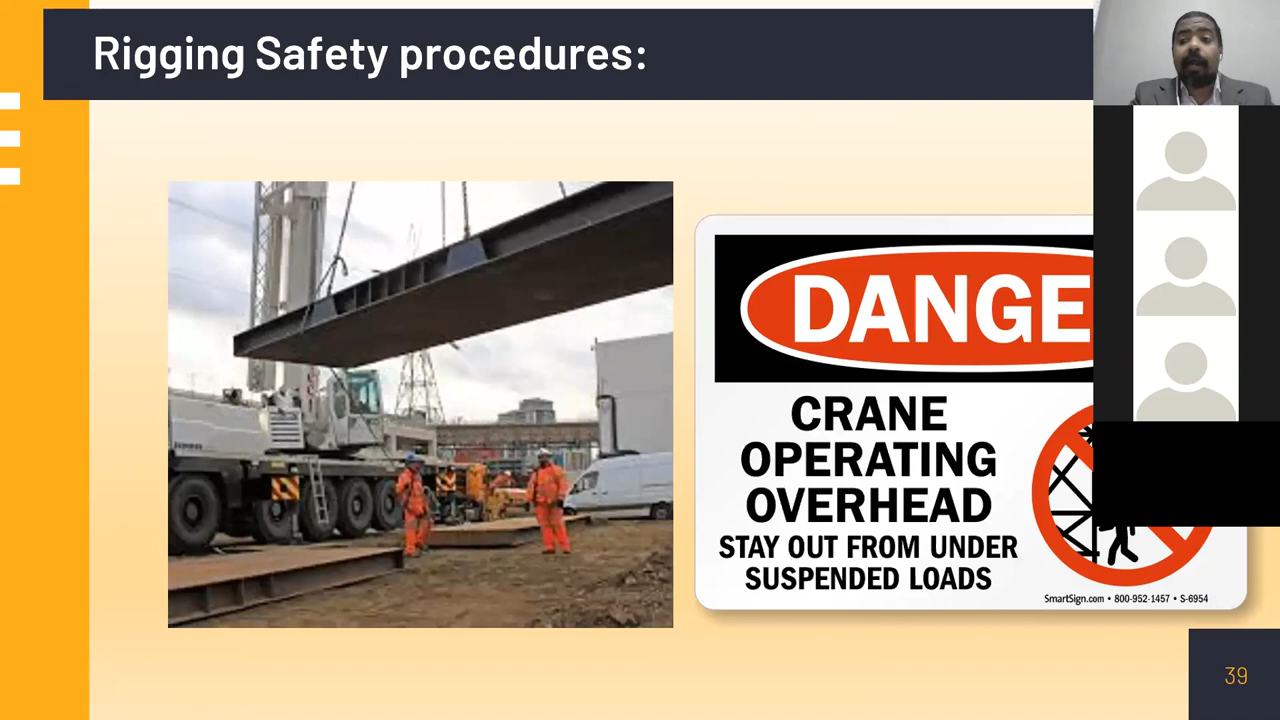 Rigging Safety procedures:
DANGE
CRANE
OPERATING
OVERHEAD
STAY OUT FROM UNDER
SUSPENDED LOADS
SmartSign.com • 800-952-1457 • S-6954
39